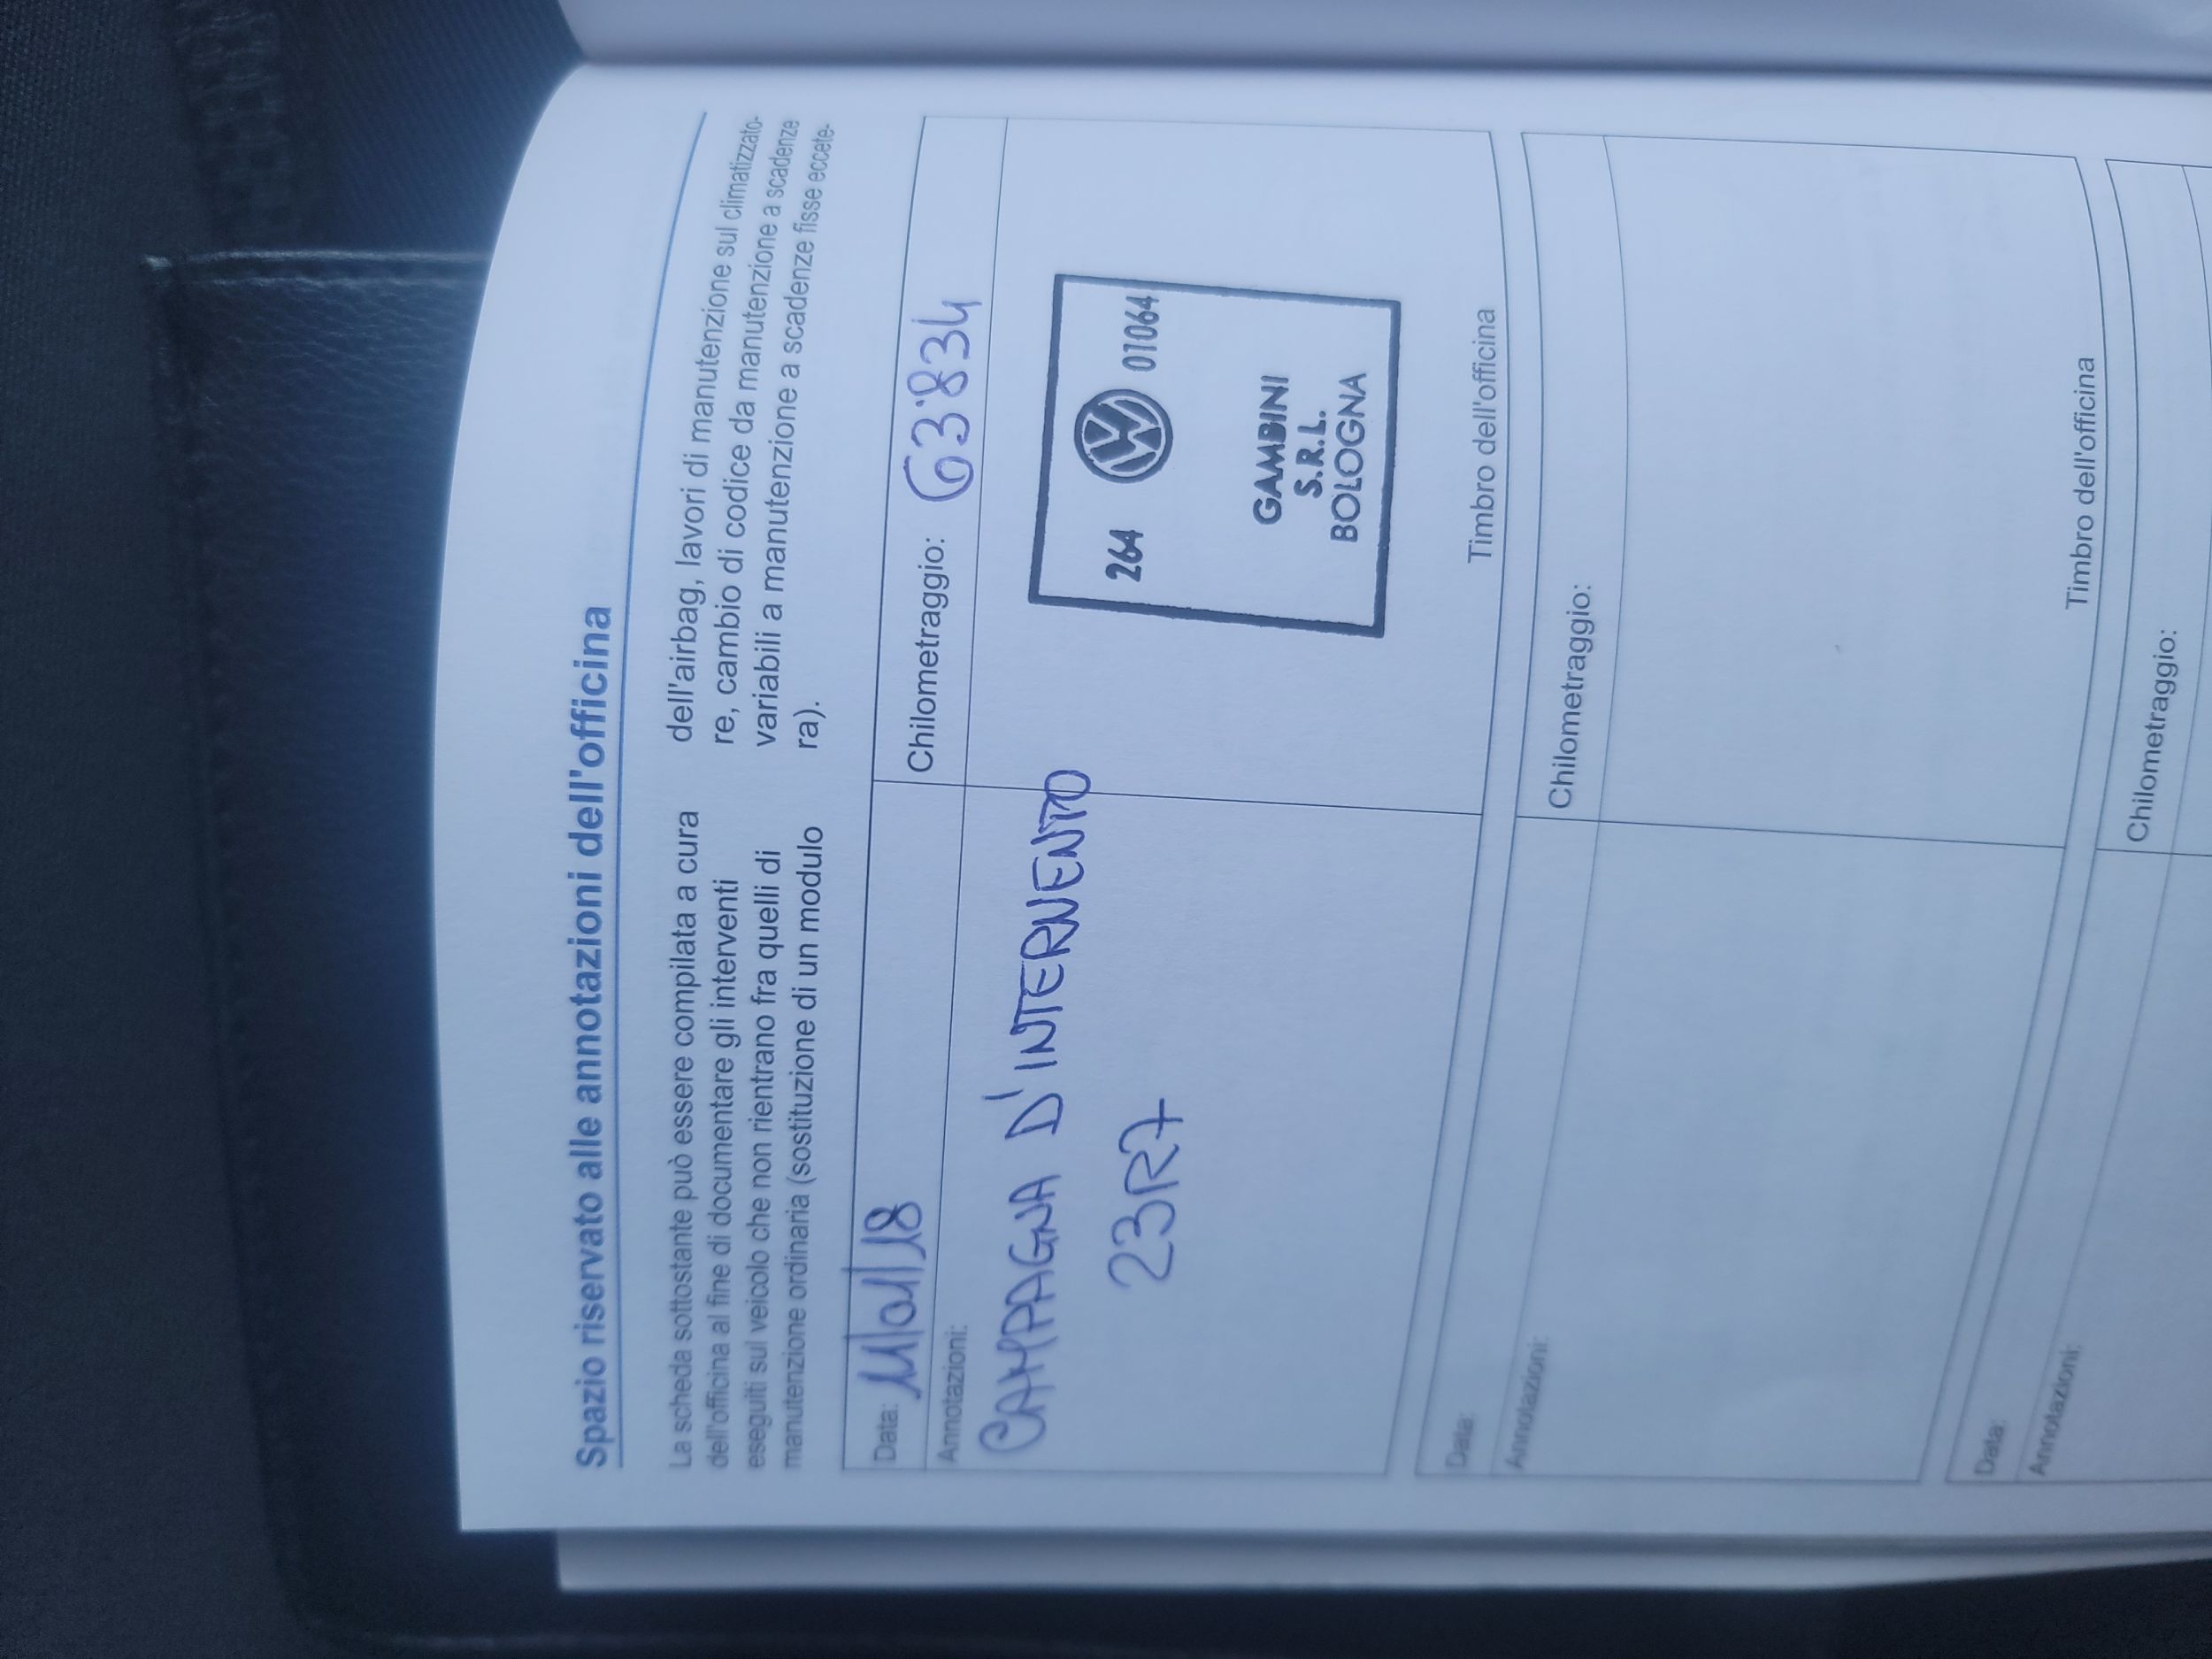 Spazio riservato alle annotazioni dell'officina
La scheda sottostante può essere compilata a cura
dell'officina al fine di documentare gli interventi
eseguiti sul veicolo che non rientrano fra quelli di
manutenzione ordinaria (sostituzione di un modulo
dell'airbag, lavori di manutenzione sul climatizzato-
re, cambio di codice da manutenzione a scadenze
variabili a manutenzione a scadenze fisse eccete-
ra).
Data: 11/01/18
Chilometraggio: 63'834
Annotazioni:
CAMPAGNA D'INTERVENTO
23R7
264 VW 01064
GAMBINI
S.R.L.
BOLOGNA
Timbro dell'officina
Data:
Chilometraggio:
Annotazioni:
Timbro dell'officina
Data:
Chilometraggio:
Annotazioni: